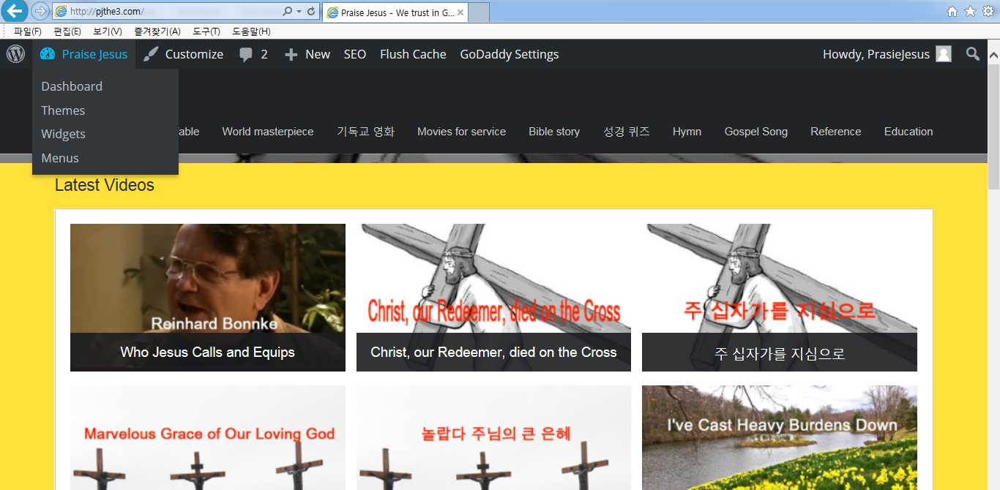 http://pjthe3.com/
Praise Jesus - We trust in G...
파일(F) 편집(E) 보기(V) 즐겨찾기(A) 도구(T) 도움말(H)
Praise Jesus Customize 2 New SEO Flush Cache GoDaddy Settings Howdy, PrasieJesus
Dashboard
Themes
Widgets
Menus
able World masterpiece 기독교 영화 Movies for service Bible story 성경 퀴즈 Hymn Gospel Song Reference Education
Latest Videos
Reinhard Bonnke
Who Jesus Calls and Equips
Christ, our Redeemer, died on the Cross
Christ, our Redeemer, died on the Cross
주 십자가를 지심으로
주 십자가를 지심으로
Marvelous Grace of Our Loving God
놀랍다 주님의 큰 은혜
I've Cast Heavy Burdens Down